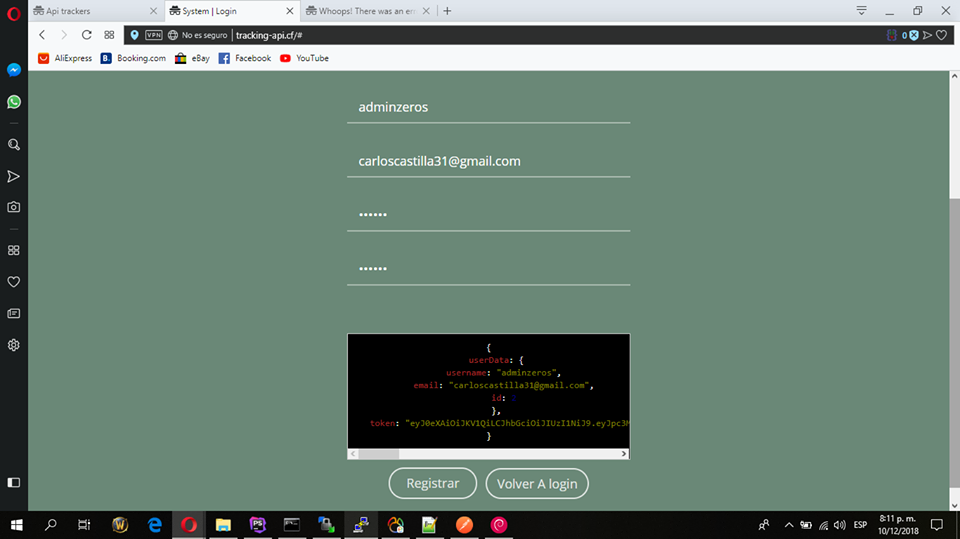 Api trackers
System | Login
Whoops! There was an err
VPN
No es seguro
tracking-api.cf/#
0
AliExpress
B. Booking.com
eBay
Facebook
YouTube
adminzeros
carloscastilla31@gmail.com
••••••
••••••
{
userData: {
username: "adminzeros",
email: "carloscastilla31@gmail.com",
id:
},
token: "eyJ0eXAiOiJKV1QiLCJhbGciOiJIUzI1NiJ9.eyJpc3M
}
Registrar
Volver A login
PS
ESP
8:11 p. m.
10/12/2018